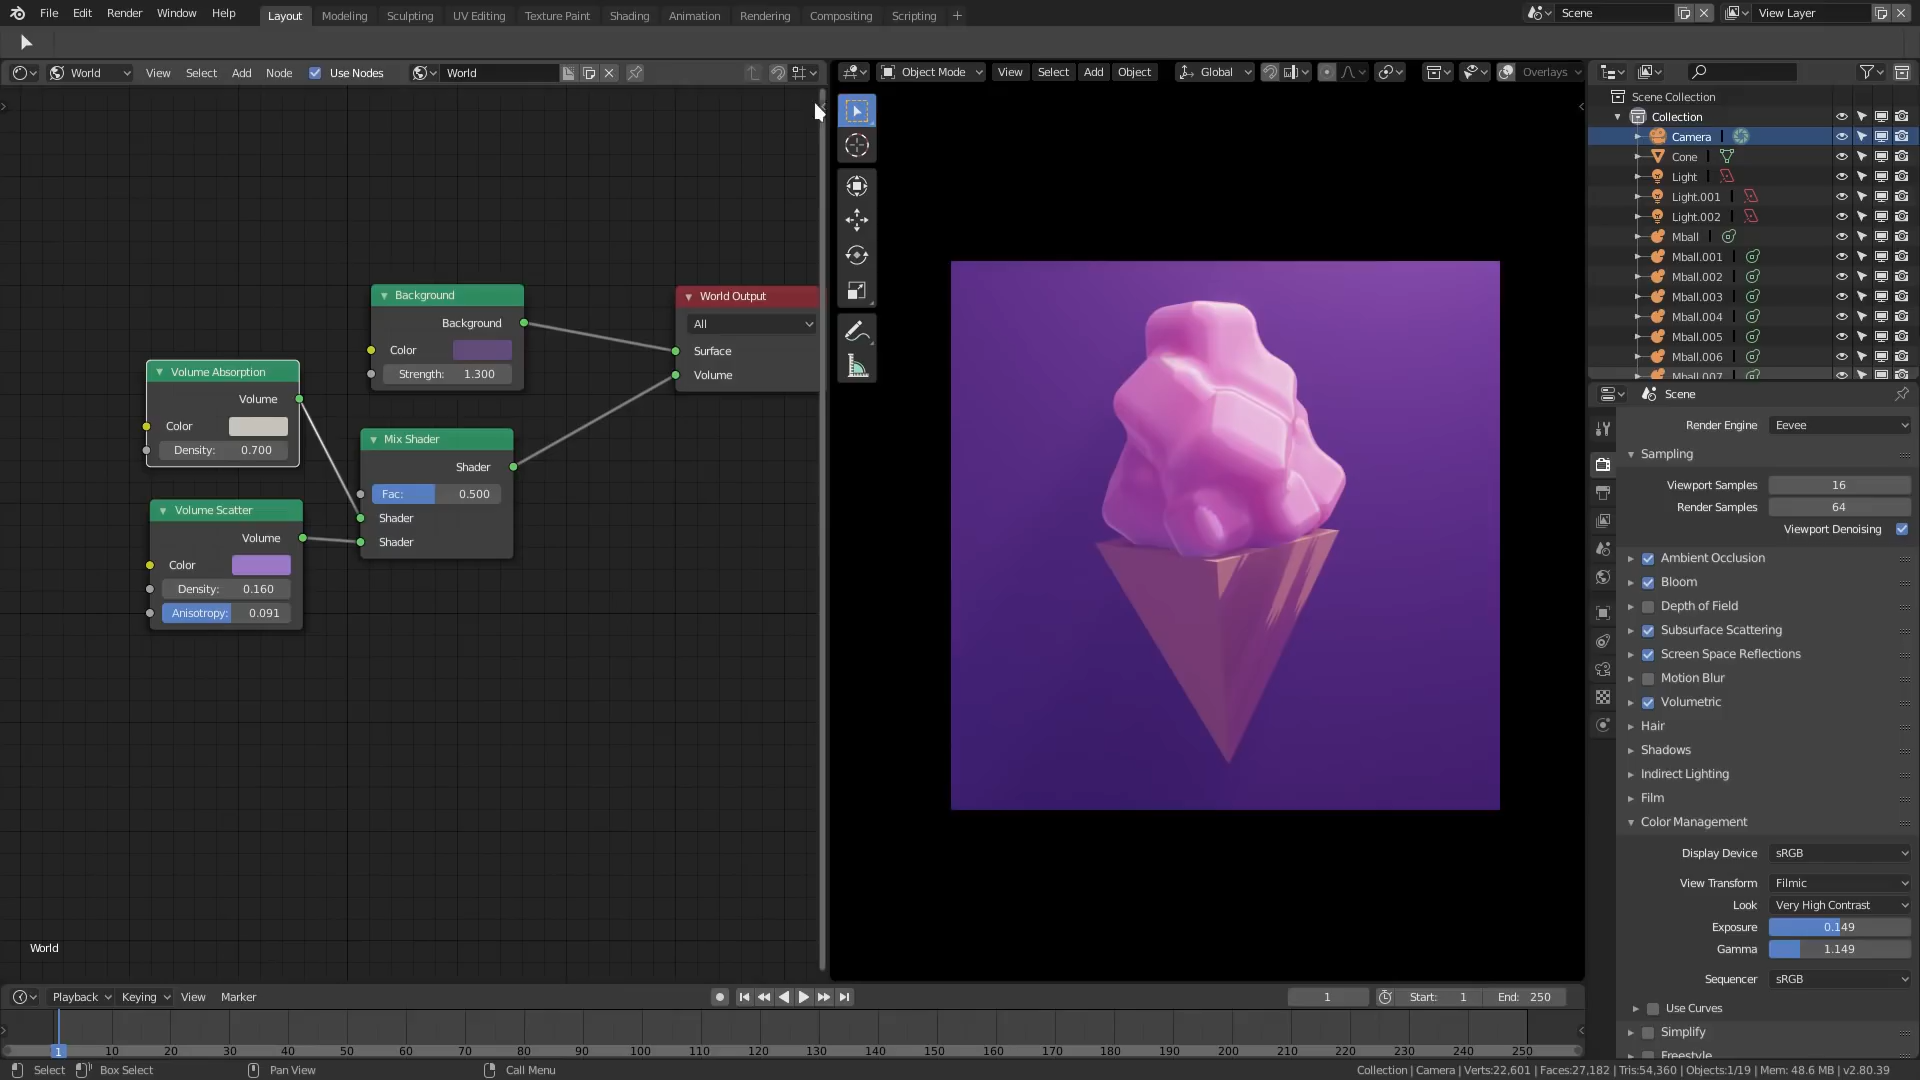 File Edit Render Window Help Layout Modeling Sculpting UV Editing Texture Paint Shading Animation Rendering Compositing Scripting + Scene View Layer
World View Select Add Node Use Nodes World
Object Mode View Select Add Object Global Overlays
Background
Background
Color
Strength: 1.300
World Output
All
Surface
Volume
Volume Absorption
Volume
Color
Density: 0.700
Mix Shader
Shader
Fac: 0.500
Shader
Shader
Volume Scatter
Volume
Color
Density: 0.160
Anisotropy: 0.091
World
Scene Collection
Collection
Camera
Cone
Light
Light.001
Light.002
Mball
Mball.001
Mball.002
Mball.003
Mball.004
Mball.005
Mball.006
Mball.007
Scene
Render Engine Eevee
Sampling
Viewport Samples 16
Render Samples 64
Viewport Denoising
Ambient Occlusion
Bloom
Depth of Field
Subsurface Scattering
Screen Space Reflections
Motion Blur
Volumetric
Hair
Shadows
Indirect Lighting
Film
Color Management
Display Device sRGB
View Transform Filmic
Look Very High Contrast
Exposure 0.149
Gamma 1.149
Sequencer sRGB
Use Curves
Simplify
Freestyle
Playback Keying View Marker 1 Start: 1 End: 250
1 10 20 30 40 50 60 70 80 90 100 110 120 130 140 150 160 170 180 190 200 210 220 230 240 250
Select Box Select Pan View Call Menu Collection | Camera | Verts:22,601 | Faces:27,182 | Tris:54,360 | Objects:1/19 | Mem: 48.6 MB | v2.80.39